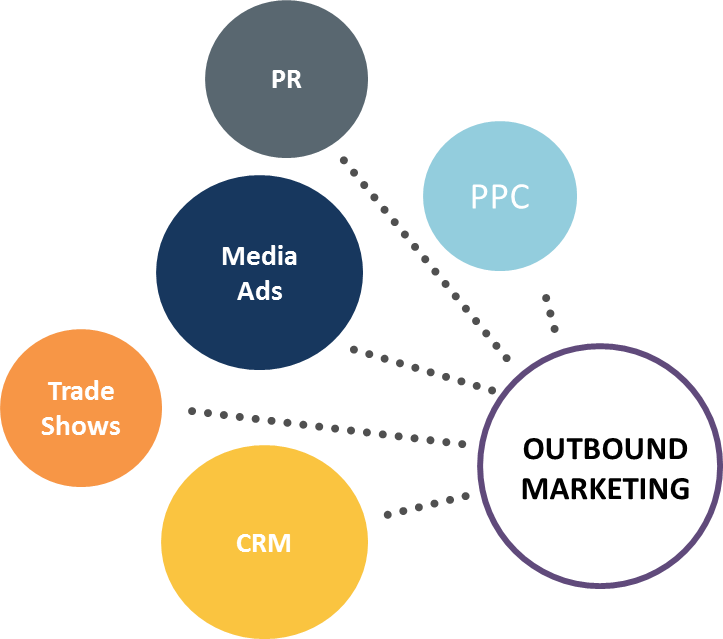 PR
PPC
Media
Ads
Trade
Shows
OUTBOUND
MARKETING
CRM